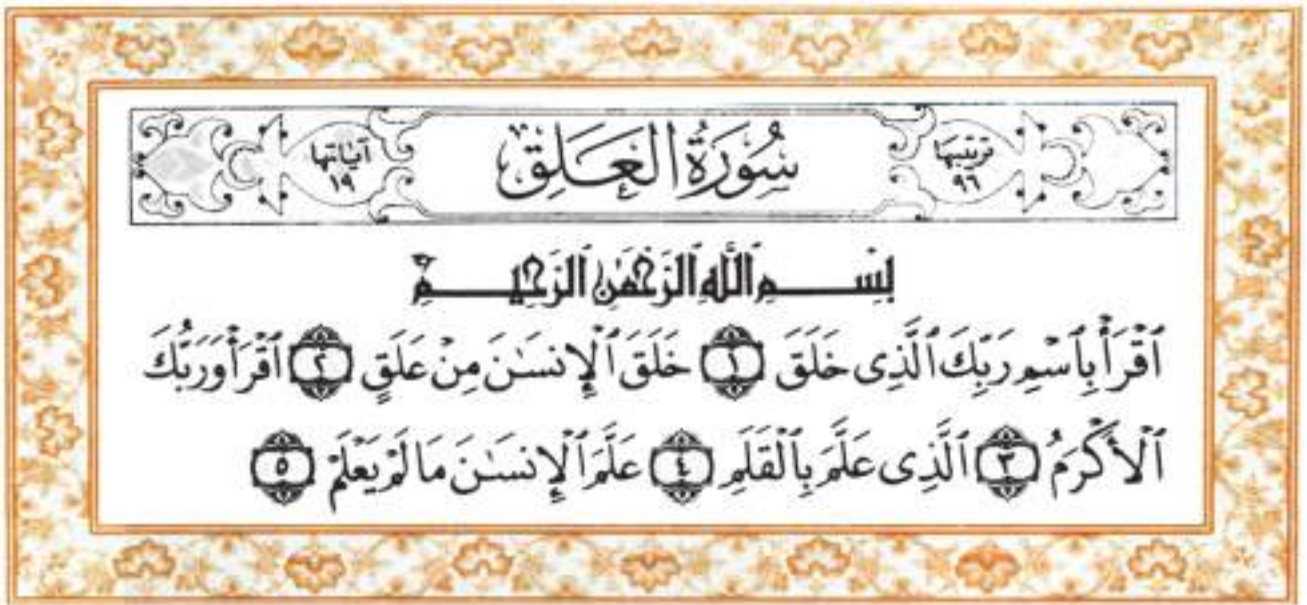 ترتيبها ٩٦ سُورَةُ الْعَلَقِ آياتها ١٩
بِسْمِ ٱللَّهِ ٱلرَّحْمَٰنِ ٱلرَّحِيمِ
ٱقْرَأْ بِٱسْمِ رَبِّكَ ٱلَّذِى خَلَقَ ١ خَلَقَ ٱلْإِنسَٰنَ مِنْ عَلَقٍ ٢ ٱقْرَأْ وَرَبُّكَ
ٱلْأَكْرَمُ ٣ ٱلَّذِى عَلَّمَ بِٱلْقَلَمِ ٤ عَلَّمَ ٱلْإِنسَٰنَ مَا لَمْ يَعْلَمْ ٥